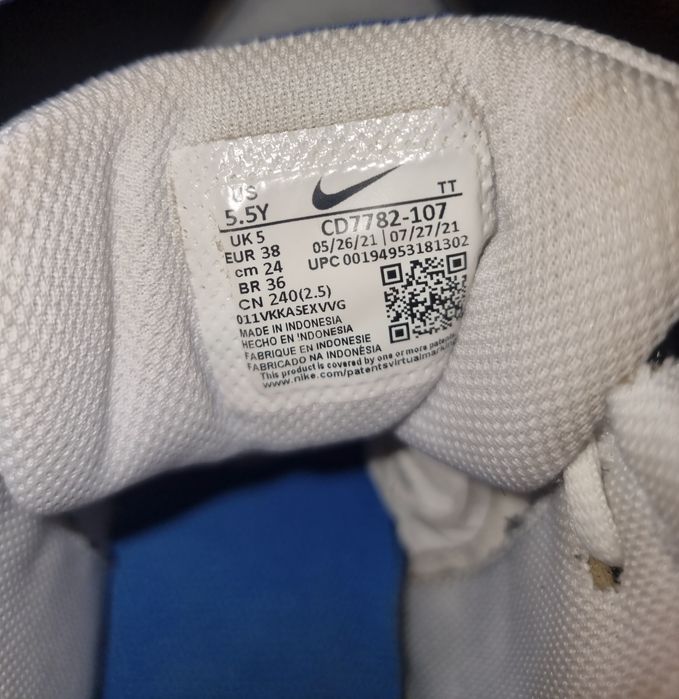 US
TT
5.5Y
CD7782-107
UK 5
05/26/21 | 07/27/21
EUR 38
UPC 00194953181302
cm 24
BR 36
CN 240(2.5)
011VKKA5EXVVG
MADE IN INDONESIA
HECHO EN INDONESIA
FABRIQUE EN INDONESIE
FABRICADO NA INDONÉSIA
This product is covered by one or more patents
www.nike.com/patentsvirtualmarking